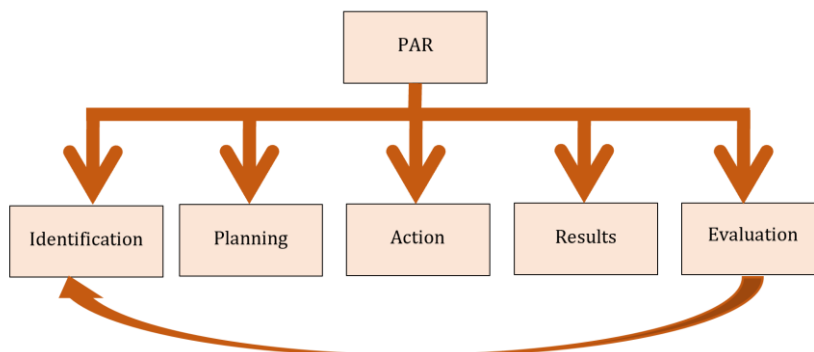 PAR
Identification
Planning
Action
Results
Evaluation